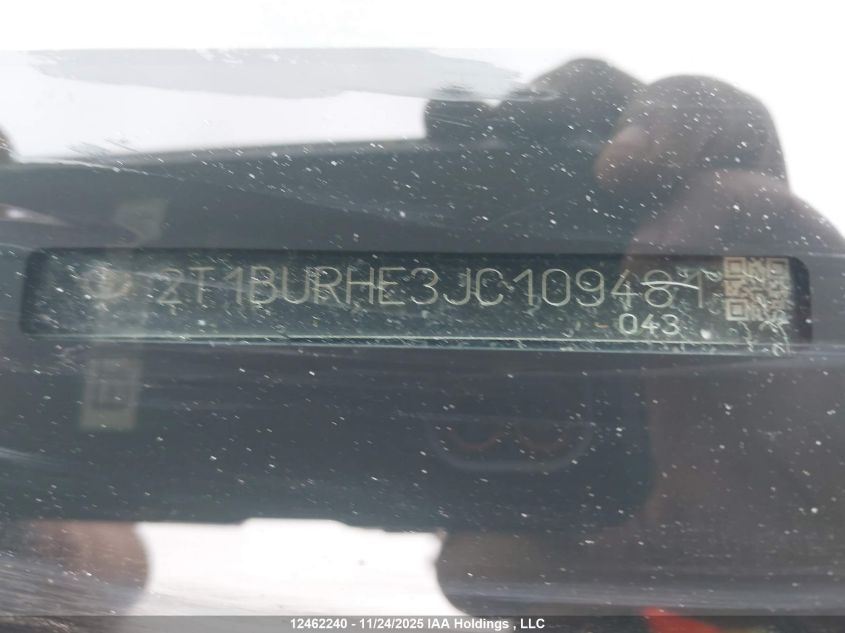 2T1BURHE3JC109481
043
12462240 - 11/24/2025 IAA Holdings , LLC